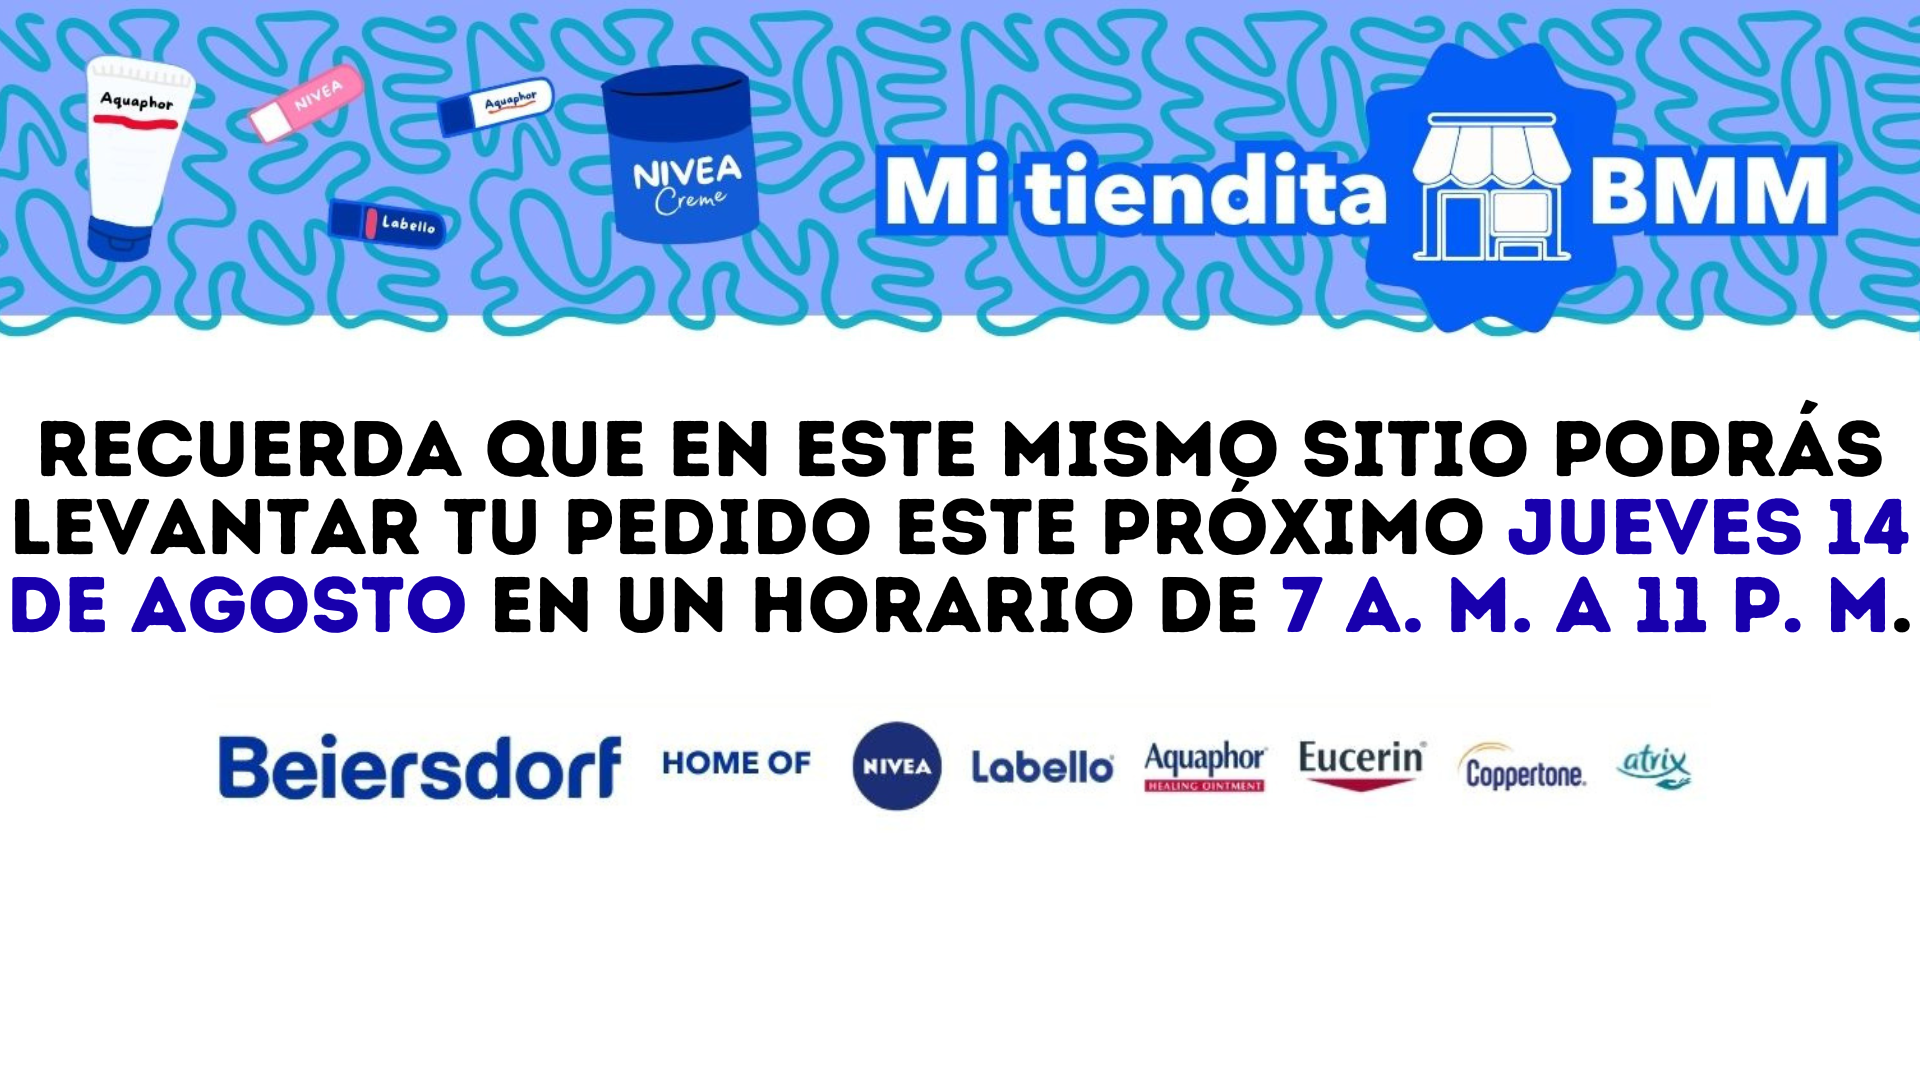 Aquaphor
NIVEA
Aquaphor
Labello
NIVEA
Creme
Mi tiendita BMM
RECUERDA QUE EN ESTE MISMO SITIO PODRÁS
LEVANTAR TU PEDIDO ESTE PRÓXIMO JUEVES 14
DE AGOSTO EN UN HORARIO DE 7 A. M. A 11 P. M.
Beiersdorf HOME OF NIVEA Labello® Aquaphor® Eucerin® Coppertone® atrix
HEALING OINTMENT